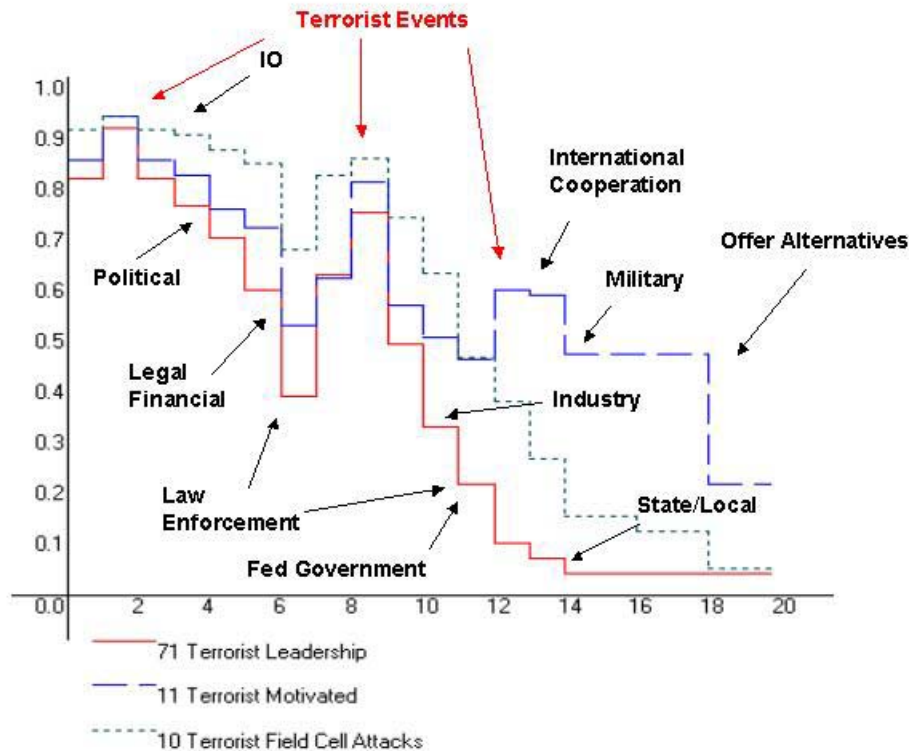 Terrorist Events
IO
1.0
0.9
0.8
0.7
0.6
0.5
0.4
0.3
0.2
0.1
0.0
International
Cooperation
Offer Alternatives
Political
Military
Legal
Financial
Industry
Law
Enforcement
State/Local
Fed Government
2 4 6 8 10 12 14 16 18 20
71 Terrorist Leadership
11 Terrorist Motivated
10 Terrorist Field Cell Attacks